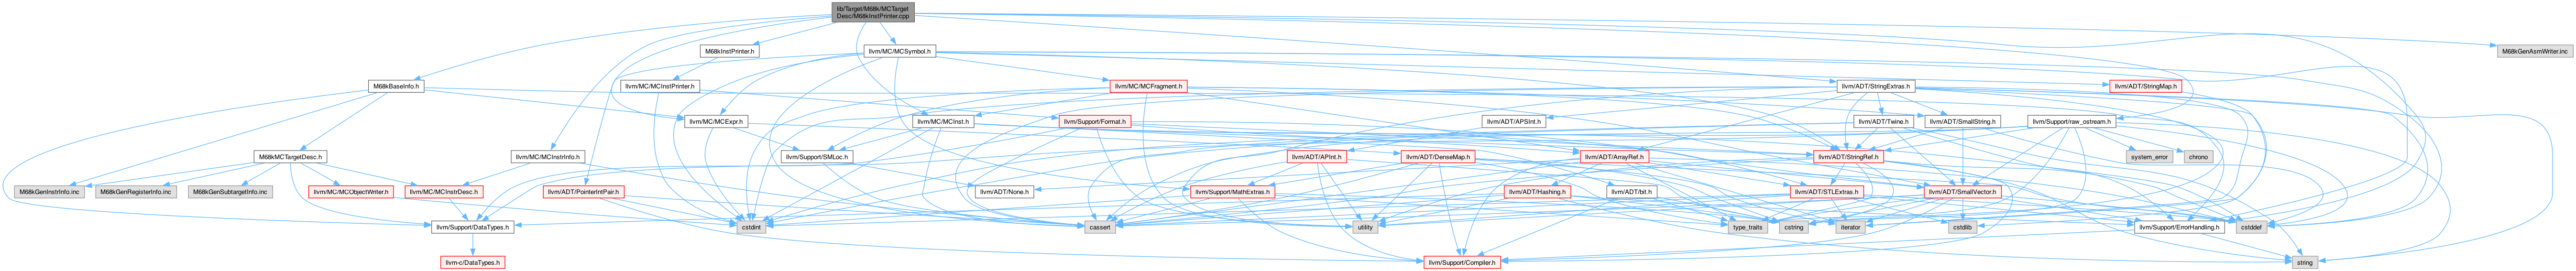 lib/Target/M68k/MCTarget
Desc/M68kInstPrinter.cpp
M68kInstPrinter.h
llvm/MC/MCSymbol.h
M68kGenAsmWriter.inc
M68kBaseInfo.h
llvm/MC/MCInstPrinter.h
llvm/MC/MCFragment.h
llvm/ADT/StringExtras.h
llvm/ADT/StringMap.h
llvm/MC/MCExpr.h
llvm/MC/MCInst.h
llvm/Support/Format.h
llvm/ADT/APSInt.h
llvm/ADT/Twine.h
llvm/ADT/SmallString.h
llvm/Support/raw_ostream.h
M68kMCTargetDesc.h
llvm/MC/MCInstrInfo.h
llvm/Support/SMLoc.h
llvm/ADT/APInt.h
llvm/ADT/DenseMap.h
llvm/ADT/ArrayRef.h
llvm/ADT/StringRef.h
system_error
chrono
M68kGenInstrInfo.inc
M68kGenRegisterInfo.inc
M68kGenSubtargetInfo.inc
llvm/MC/MCObjectWriter.h
llvm/MC/MCInstrDesc.h
llvm/ADT/PointerIntPair.h
llvm/ADT/None.h
llvm/Support/MathExtras.h
llvm/ADT/Hashing.h
llvm/ADT/bit.h
llvm/ADT/STLExtras.h
llvm/ADT/SmallVector.h
llvm/Support/DataTypes.h
cstdint
cassert
utility
type_traits
cstring
iterator
cstdlib
llvm/Support/ErrorHandling.h
cstddef
llvm-c/DataTypes.h
llvm/Support/Compiler.h
string